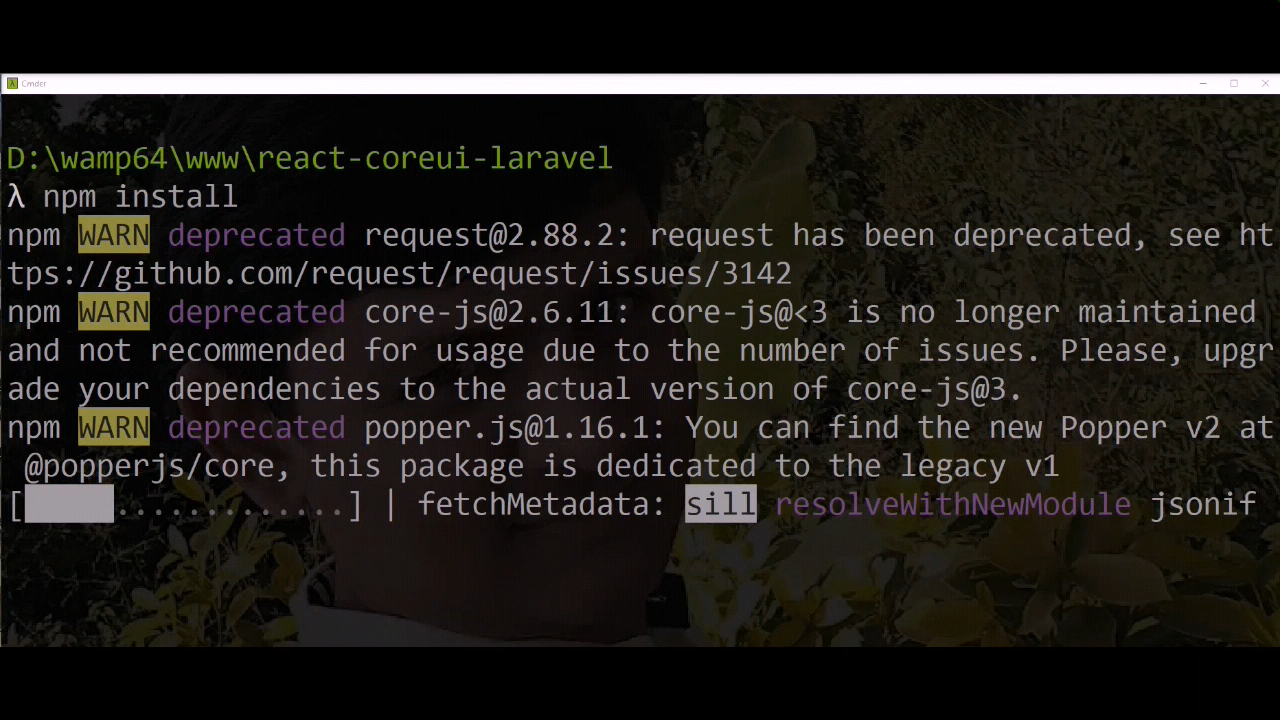 Cmder
D:\wamp64\www\react-coreui-laravel
λ npm install
npm WARN deprecated request@2.88.2: request has been deprecated, see ht
tps://github.com/request/request/issues/3142
npm WARN deprecated core-js@2.6.11: core-js@<3 is no longer maintained
and not recommended for usage due to the number of issues. Please, upgr
ade your dependencies to the actual version of core-js@3.
npm WARN deprecated popper.js@1.16.1: You can find the new Popper v2 at
@popperjs/core, this package is dedicated to the legacy v1
[     .............] | fetchMetadata: sill resolveWithNewModule jsonif